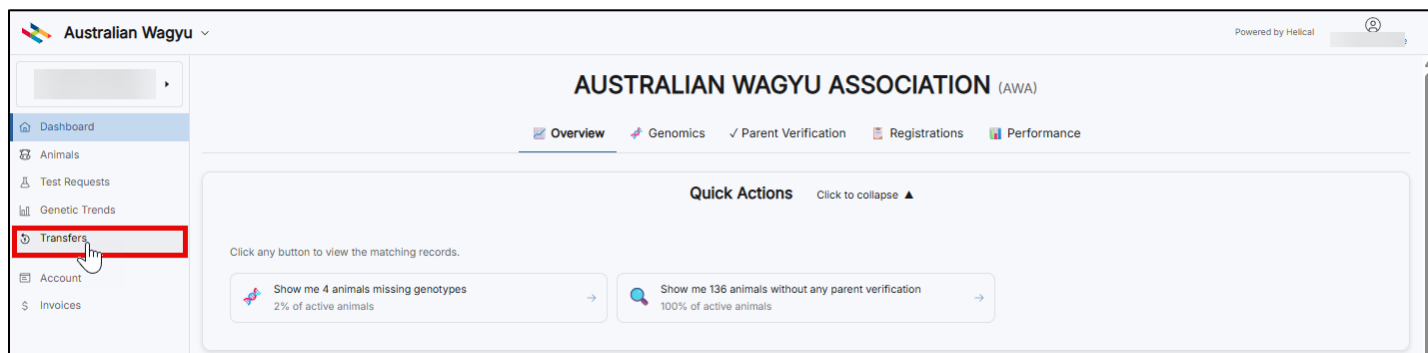 Australian Wagyu
Powered by Helical
AUSTRALIAN WAGYU ASSOCIATION (AWA)
Dashboard
Animals
Test Requests
Genetic Trends
Transfers
Account
$ Invoices
Overview
Genomics
✓ Parent Verification
Registrations
Performance
Quick Actions Click to collapse ▲
Click any button to view the matching records.
Show me 4 animals missing genotypes
2% of active animals
→
Show me 136 animals without any parent verification
100% of active animals
→